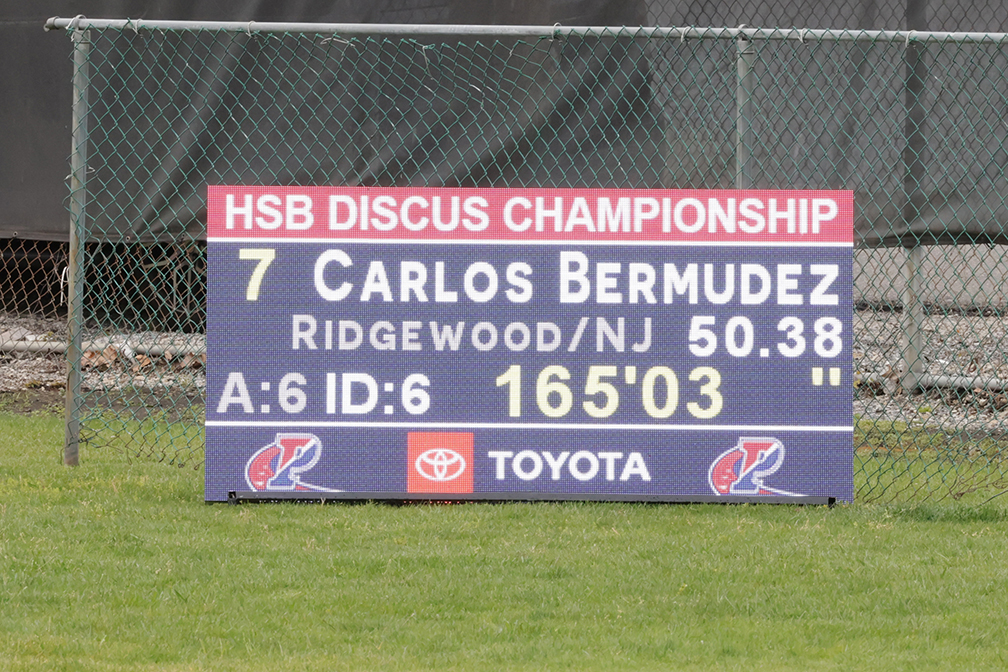 HSB DISCUS CHAMPIONSHIP
7 CARLOS BERMUDEZ
RIDGEWOOD/NJ 50.38
A:6 ID:6 165'03 "
TOYOTA